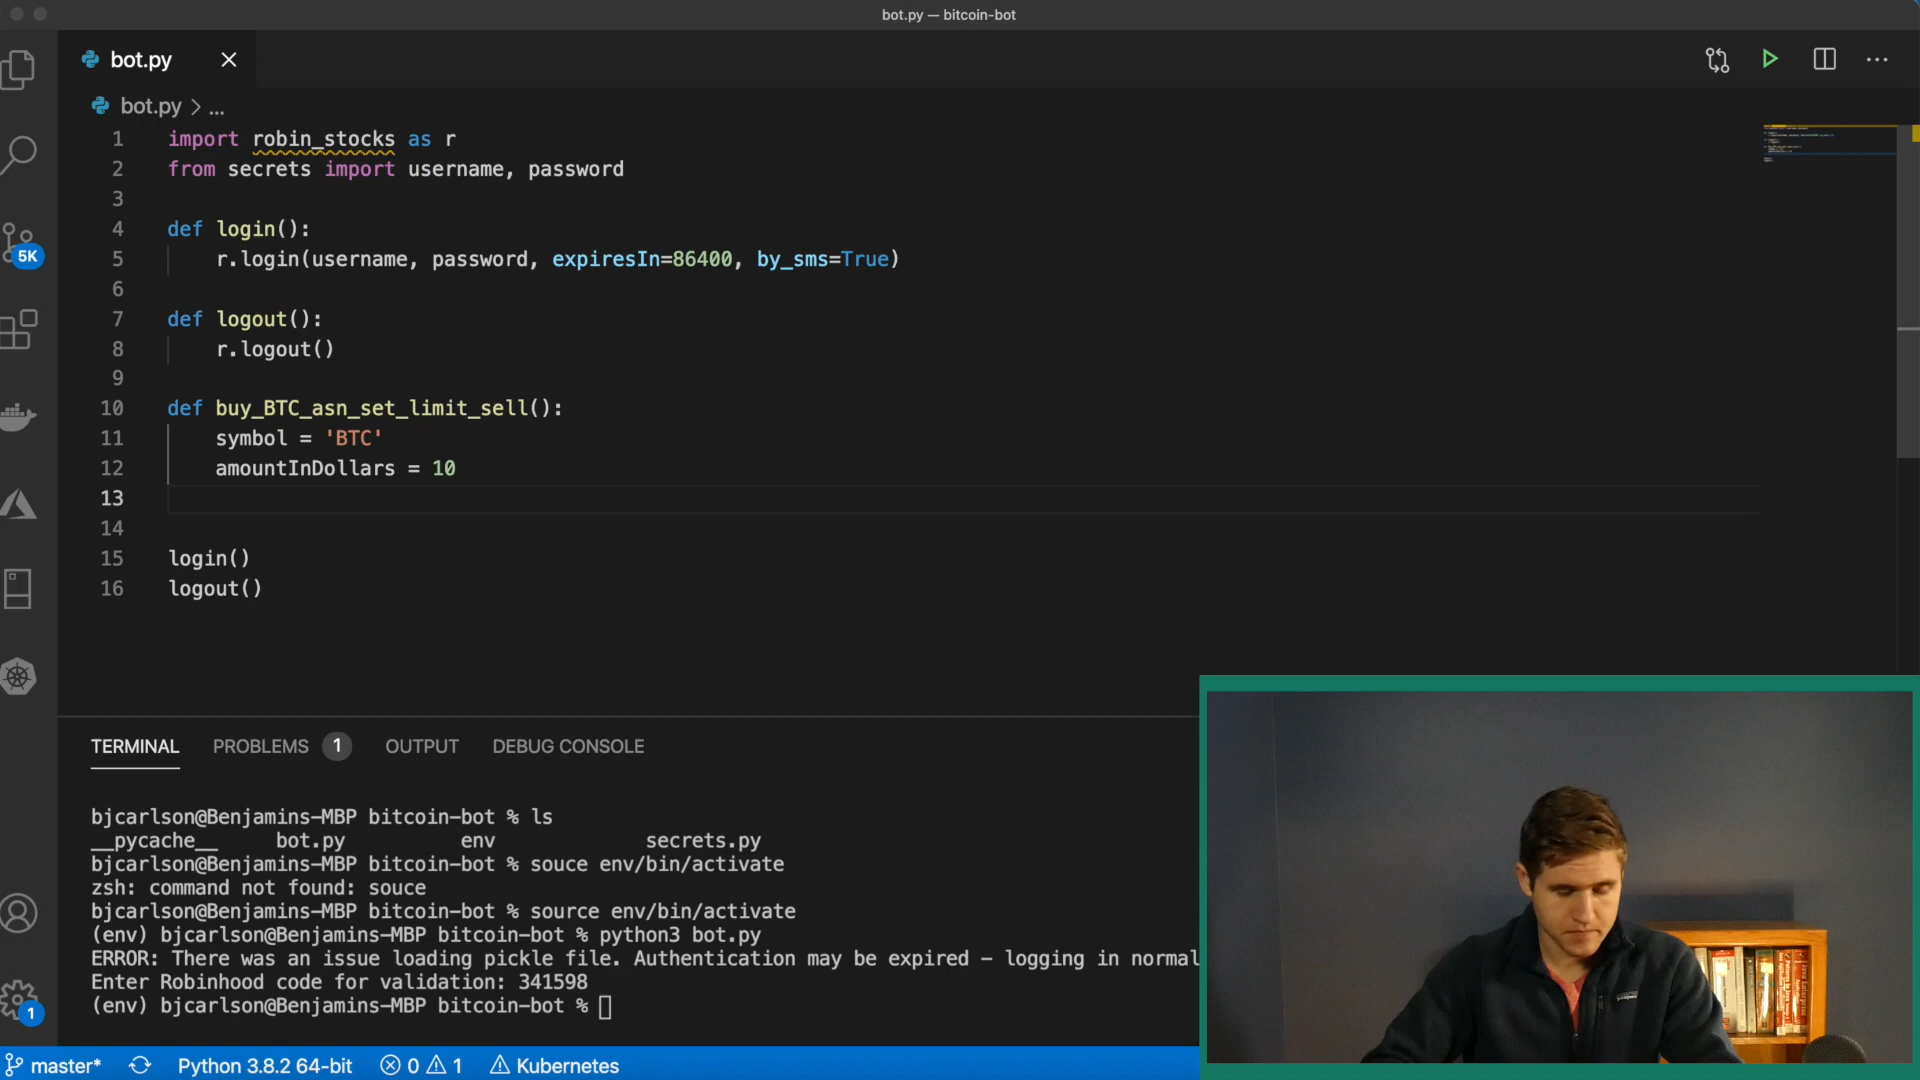 bot.py — bitcoin-bot
bot.py
bot.py > ...
1 import robin_stocks as r
2 from secrets import username, password
3
4 def login():
5 r.login(username, password, expiresIn=86400, by_sms=True)
6
7 def logout():
8 r.logout()
9
10 def buy_BTC_asn_set_limit_sell():
11 symbol = 'BTC'
12 amountInDollars = 10
13
14
15 login()
16 logout()
5K
TERMINAL PROBLEMS 1 OUTPUT DEBUG CONSOLE
bjcarlson@Benjamins-MBP bitcoin-bot % ls
__pycache__ bot.py env secrets.py
bjcarlson@Benjamins-MBP bitcoin-bot % souce env/bin/activate
zsh: command not found: souce
bjcarlson@Benjamins-MBP bitcoin-bot % source env/bin/activate
(env) bjcarlson@Benjamins-MBP bitcoin-bot % python3 bot.py
ERROR: There was an issue loading pickle file. Authentication may be expired - logging in normal
Enter Robinhood code for validation: 341598
(env) bjcarlson@Benjamins-MBP bitcoin-bot %
1
master* Python 3.8.2 64-bit 0 1 Kubernetes